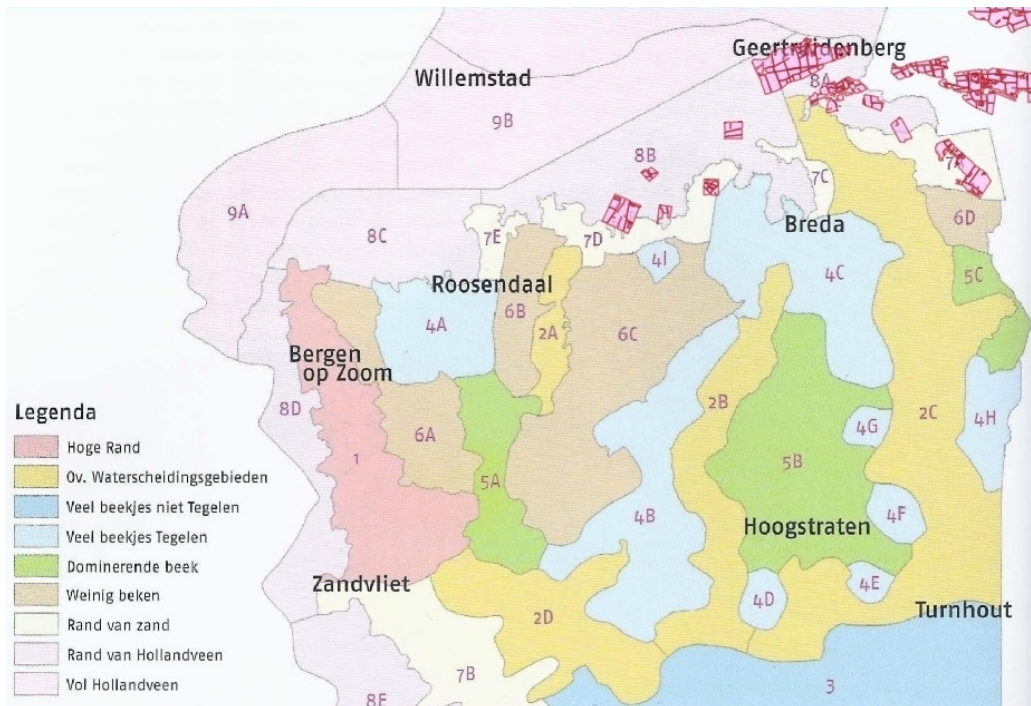 Geertruidenberg
Willemstad
8A
9B
8B
7C
9A
8C
7E
7D
6D
Breda
4I
4C
5C
Roosendaal
6B
4A
2A
6C
Bergen
op Zoom
8D
2B
2C
4H
4G
6A
1
5A
5B
4B
4F
Hoogstraten
Zandvliet
4E
4D
Turnhout
2D
7B
3
8E
Legenda
Hoge Rand
Ov. Waterscheidingsgebieden
Veel beekjes niet Tegelen
Veel beekjes Tegelen
Dominerende beek
Weinig beken
Rand van zand
Rand van Hollandveen
Vol Hollandveen